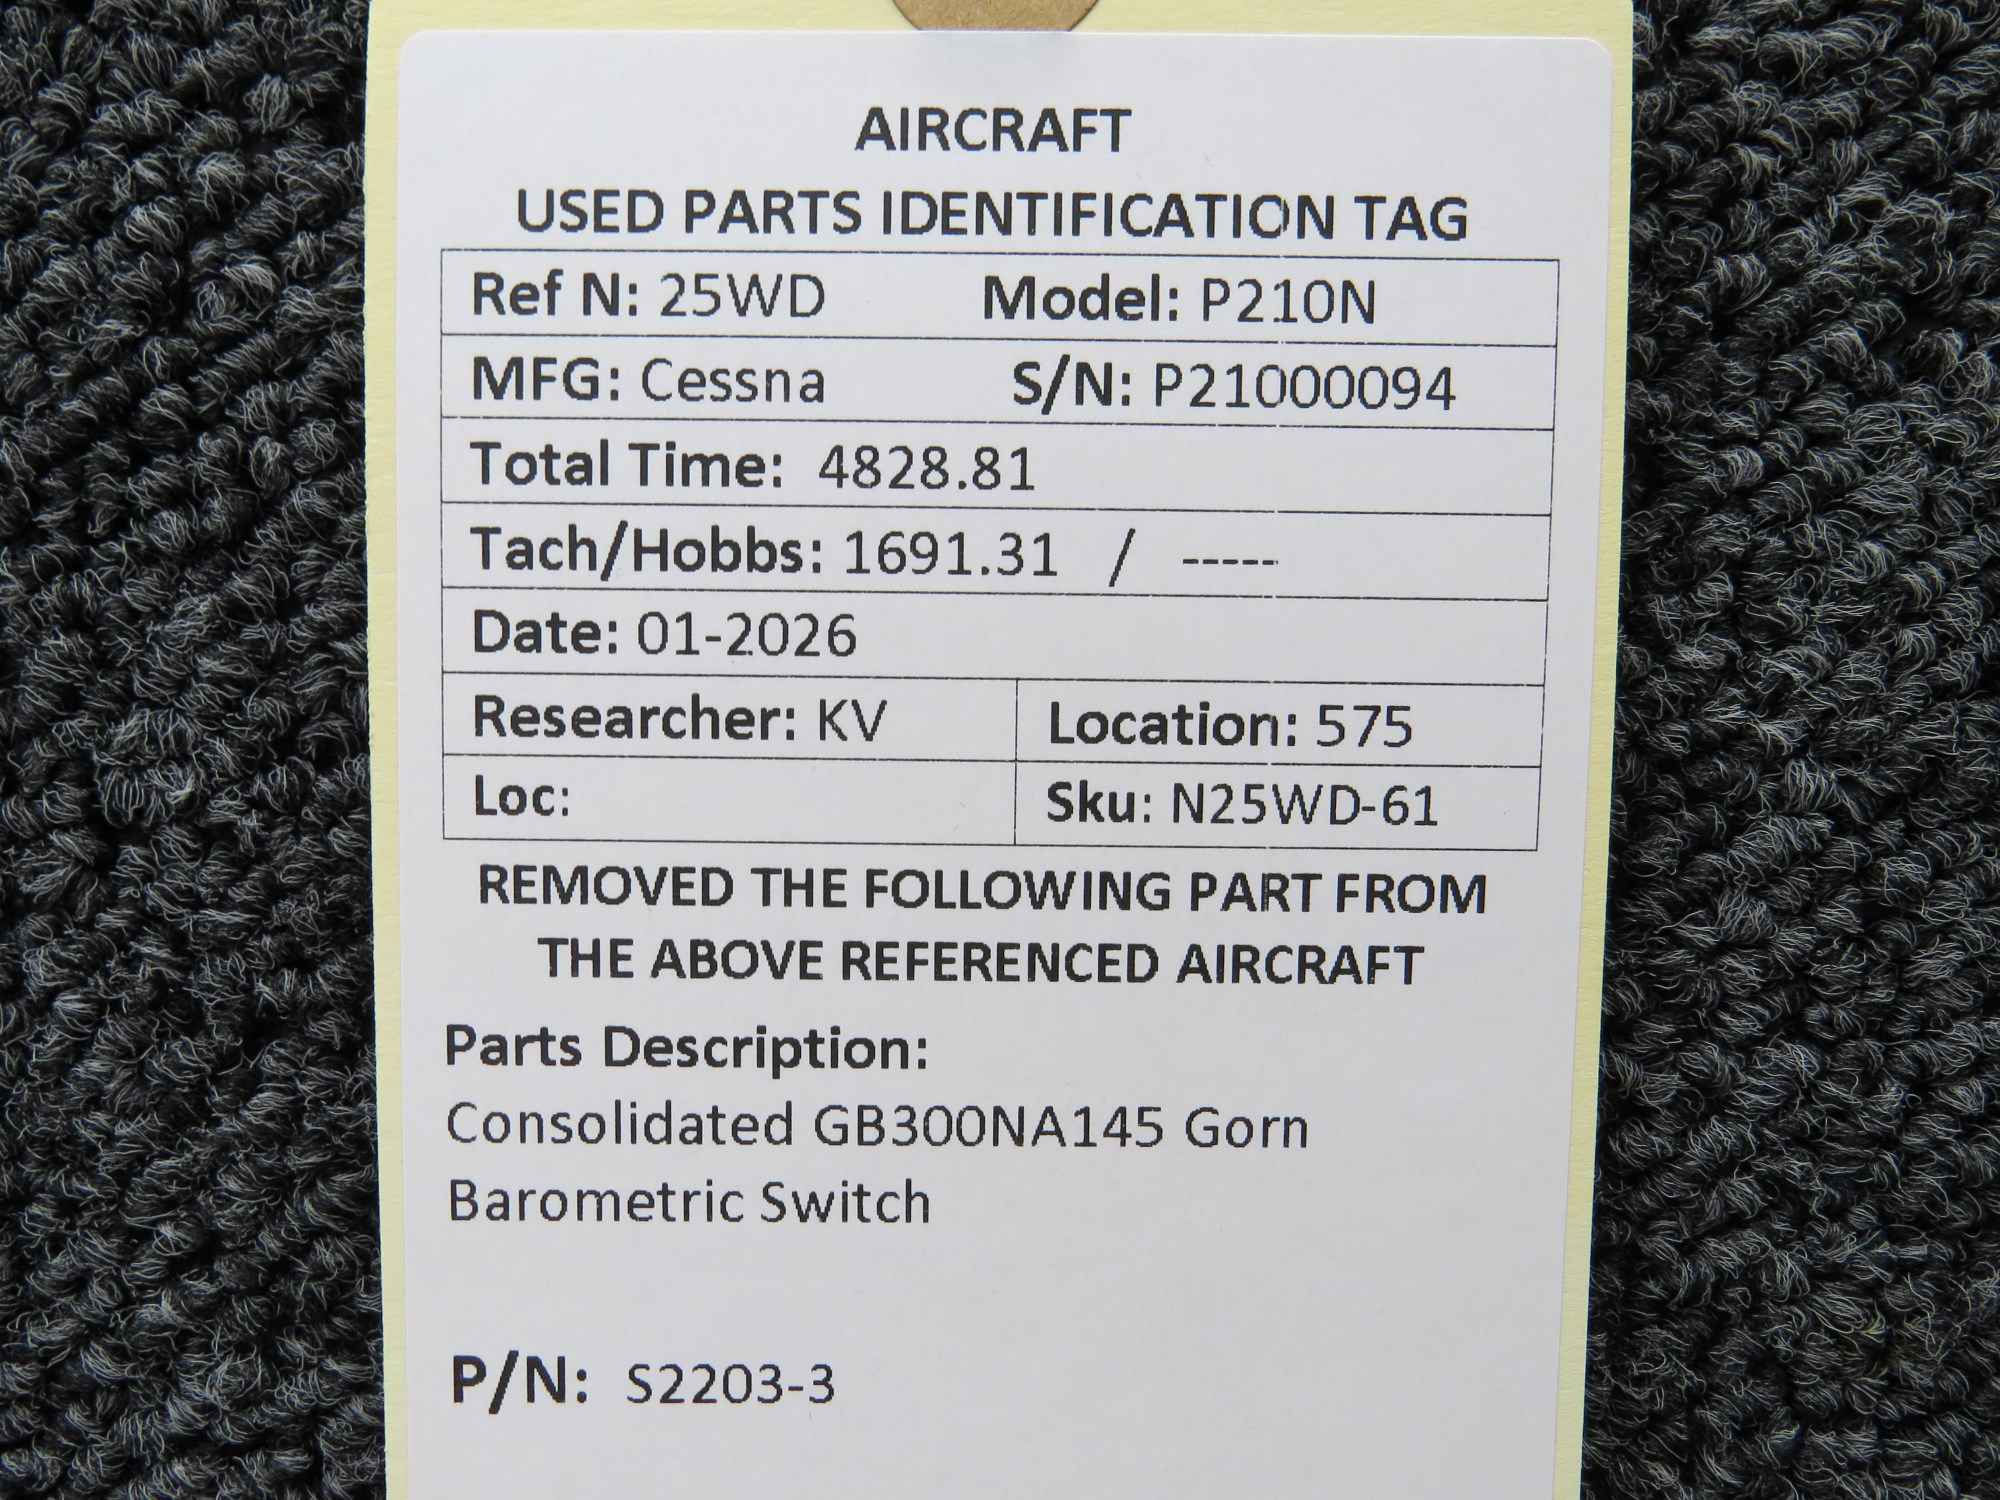 AIRCRAFT
USED PARTS IDENTIFICATION TAG
Ref N: 25WD Model: P210N
MFG: Cessna S/N: P21000094
Total Time: 4828.81
Tach/Hobbs: 1691.31 / -----
Date: 01-2026
Researcher: KV Location: 575
Loc: Sku: N25WD-61
REMOVED THE FOLLOWING PART FROM
THE ABOVE REFERENCED AIRCRAFT
Parts Description:
Consolidated GB300NA145 Gorn
Barometric Switch
P/N: S2203-3